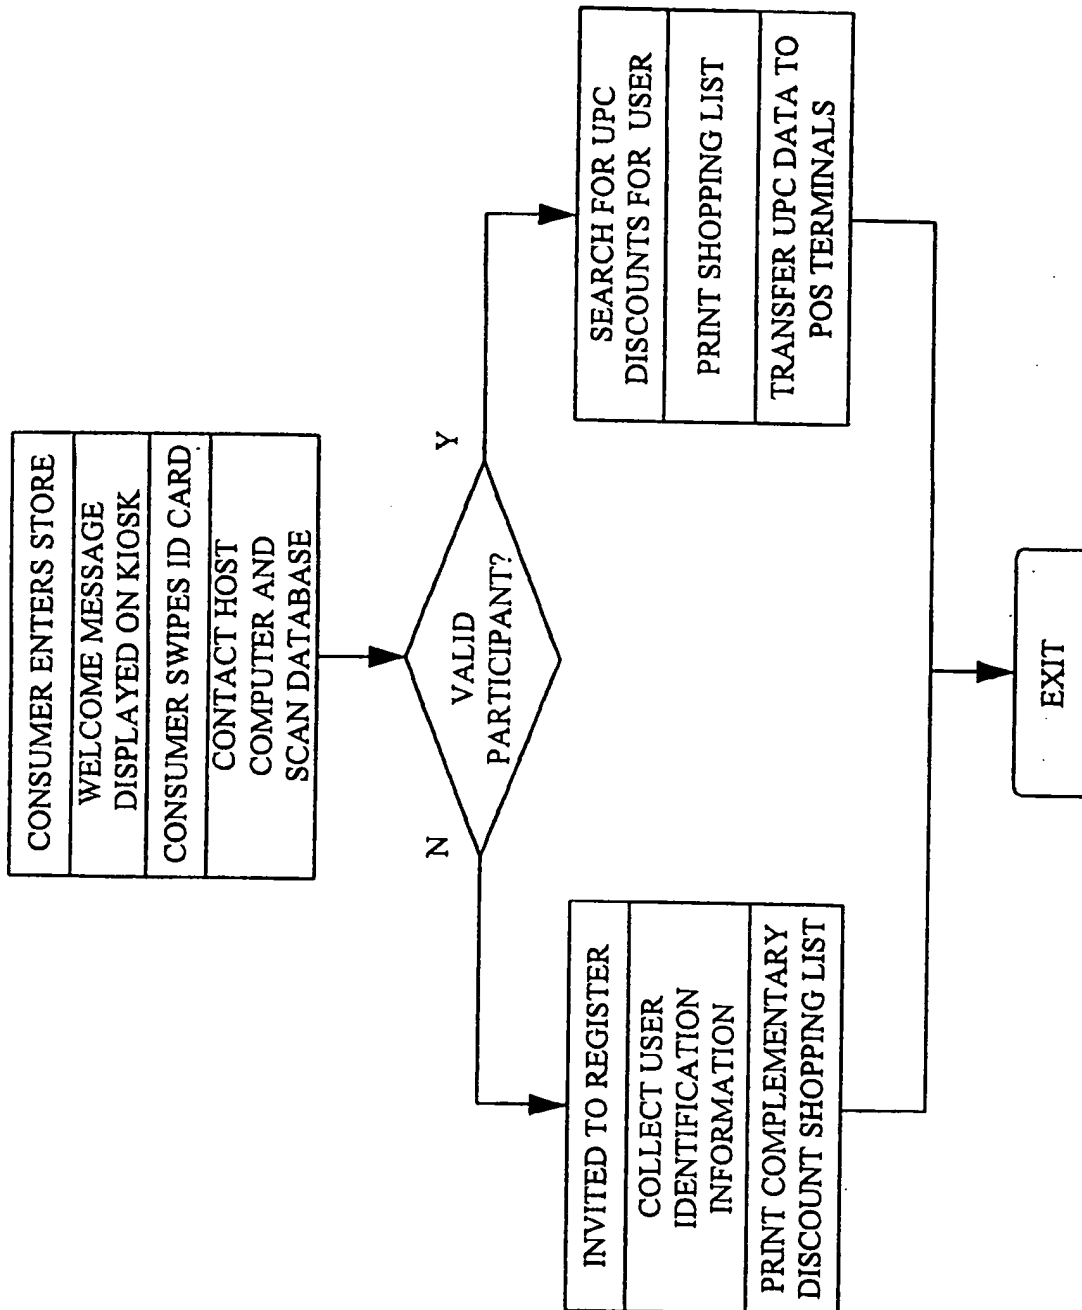 CONSUMER ENTERS STORE
WELCOME MESSAGE
DISPLAYED ON KIOSK
CONSUMER SWIPES ID CARD
CONTACT HOST
COMPUTER AND
SCAN DATABASE
VALID
PARTICIPANT?
N
Y
INVITED TO REGISTER
COLLECT USER
IDENTIFICATION
INFORMATION
PRINT COMPLEMENTARY
DISCOUNT SHOPPING LIST
SEARCH FOR UPC
DISCOUNTS FOR USER
PRINT SHOPPING LIST
TRANSFER UPC DATA TO
POS TERMINALS
EXIT